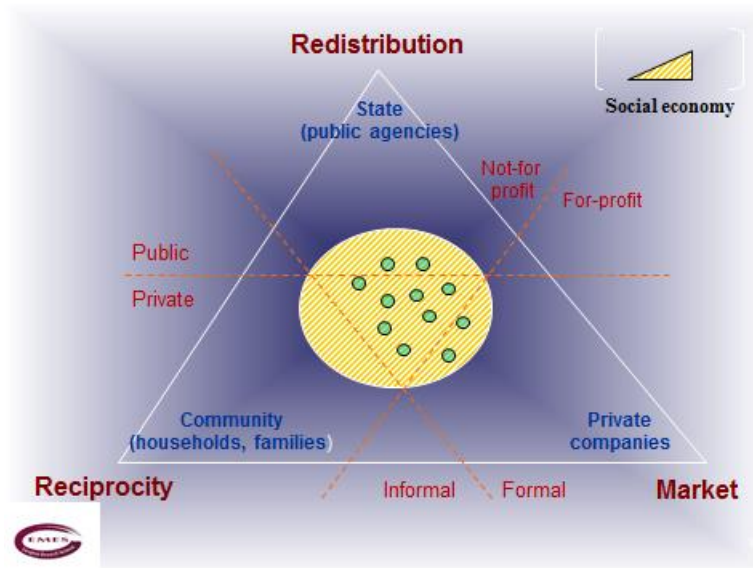 Redistribution
Social economy
State
(public agencies)
Not-for
profit
For-profit
Public
Private
Community
(households, families)
Private
companies
Reciprocity
Informal
Formal
Market
EMES